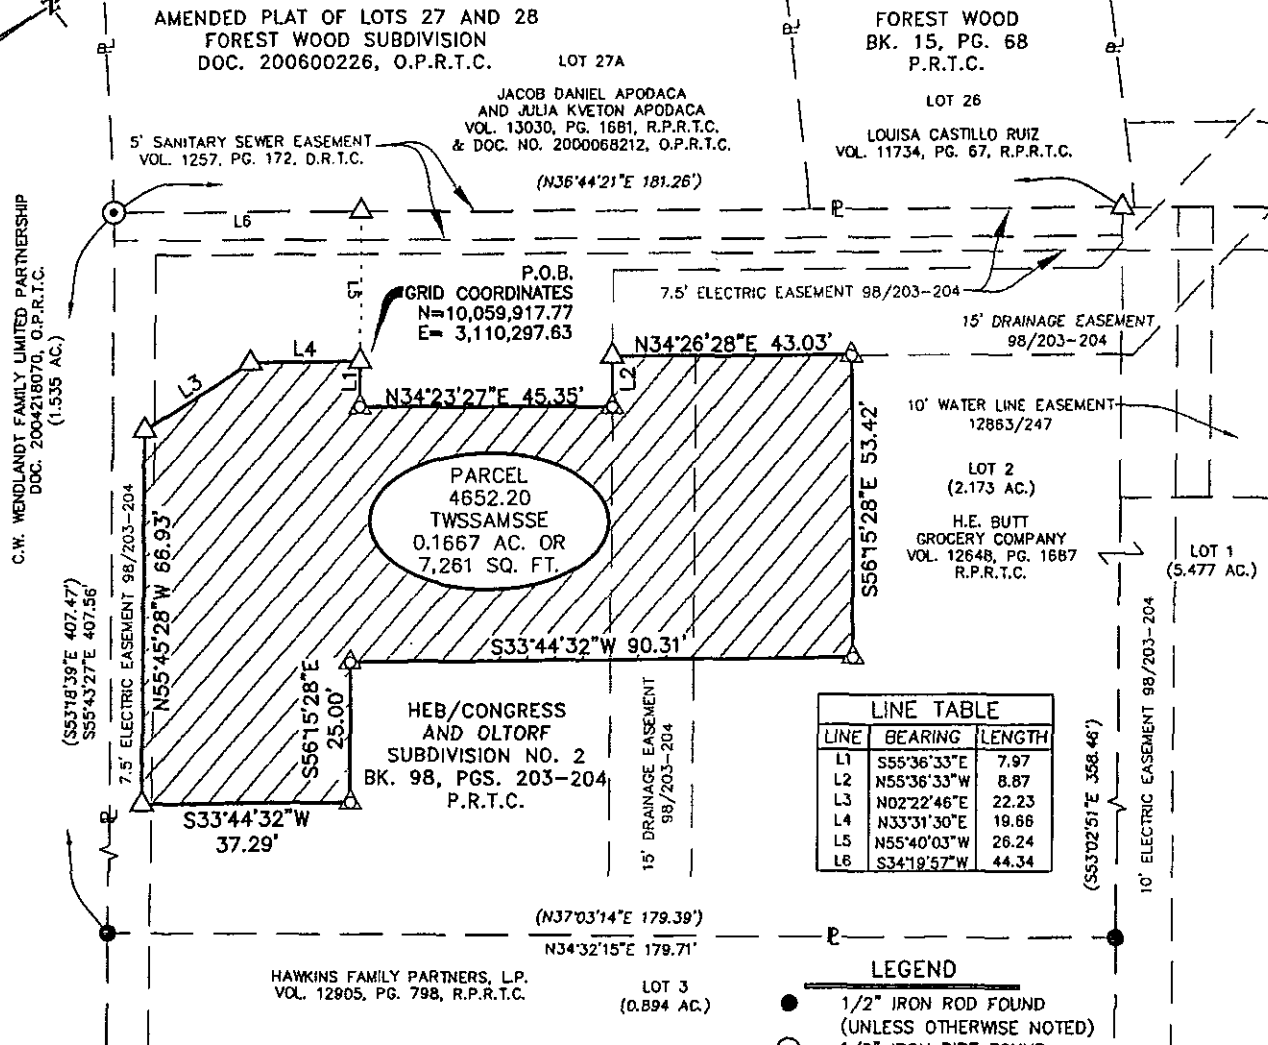 AMENDED PLAT OF LOTS 27 AND 28
FOREST WOOD SUBDIVISION
DOC. 200600226, O.P.R.T.C.
LOT 27A
JACOB DANIEL APODACA
AND JULIA KVETON APODACA
VOL. 13030, PG. 1681, R.P.R.T.C.
& DOC. NO. 2000068212, O.P.R.T.C.
FOREST WOOD
BK. 15, PG. 68
P.R.T.C.
LOT 26
LOUISA CASTILLO RUIZ
VOL. 11734, PG. 67, R.P.R.T.C.
5' SANITARY SEWER EASEMENT
VOL. 1257, PG. 172, D.R.T.C.
(N36°44'21"E 181.26')
L6
L5
P.O.B.
GRID COORDINATES
N=10,059,917.77
E= 3,110,297.63
7.5' ELECTRIC EASEMENT 98/203-204
15' DRAINAGE EASEMENT
98/203-204
C.W. WENDLANDT FAMILY LIMITED PARTNERSHIP
DOC. 2004218070, O.P.R.T.C.
(1.535 AC.)
L4
L3
L1
L2
N34°26'28"E 43.03'
N34°23'27"E 45.35'
10' WATER LINE EASEMENT
12863/247
S56°15'28"E 53.42'
PARCEL
4652.20
TWSSAMSSE
0.1667 AC. OR
7,261 SQ. FT.
LOT 2
(2.173 AC.)
H.E. BUTT
GROCERY COMPANY
VOL. 12648, PG. 1687
R.P.R.T.C.
LOT 1
(5.477 AC.)
(S53°18'39"E 407.47')
S55°43'27"E 407.56'
7.5' ELECTRIC EASEMENT 98/203-204
N55°45'28"W 66.93'
S33°44'32"W 90.31'
S56°15'28"E
25.00'
HEB/CONGRESS
AND OLTORF
SUBDIVISION NO. 2
BK. 98, PGS. 203-204
P.R.T.C.
15' DRAINAGE EASEMENT
98/203-204
S33°44'32"W
37.29'
LINE TABLE
LINE BEARING LENGTH
L1 S55°36'33"E 7.97
L2 N55°36'33"W 8.87
L3 N02°22'46"E 22.23
L4 N33°31'30"E 19.66
L5 N55°40'03"W 26.24
L6 S34°19'57"W 44.34
(S53°02'51"E 358.46')
10' ELECTRIC EASEMENT 98/203-204
(N37°03'14"E 179.39')
N34°32'15"E 179.71'
HAWKINS FAMILY PARTNERS, L.P.
VOL. 12905, PG. 798, R.P.R.T.C.
LOT 3
(0.894 AC.)
LEGEND
1/2" IRON ROD FOUND
(UNLESS OTHERWISE NOTED)